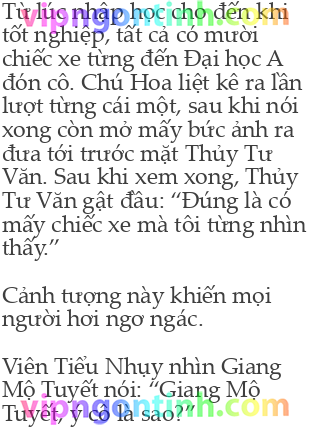 Từ lúc nhập học cho đến khi
tốt nghiệp, tất cả có mười
chiếc xe từng đến Đại học A
đón cô. Chú Hoa liệt kê ra lần
lượt từng cái một, sau khi nói
xong còn mở mấy bức ảnh ra
đưa tới trước mặt Thủy Tư
Văn. Sau khi xem xong, Thủy
Tư Văn gật đầu: “Đúng là có
mấy chiếc xe mà tôi từng nhìn
thấy.”
Cảnh tượng này khiến mọi
người hơi ngơ ngác.
Viên Tiểu Nhụy nhìn Giang
Mộ Tuyết nói: “Giang Mộ
Tuyết, ý cô là sao?”
vipngontinh.com
vipngontinh.com